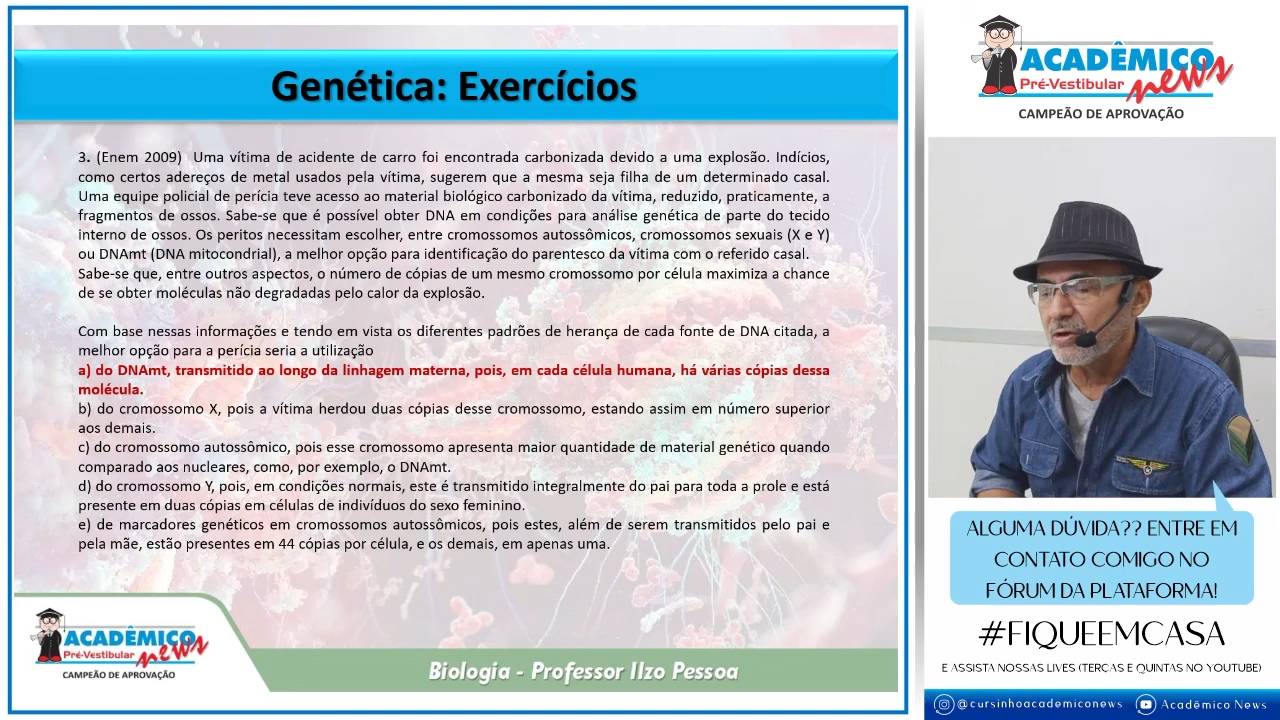 Genética: Exercícios
3. (Enem 2009) Uma vítima de acidente de carro foi encontrada carbonizada devido a uma explosão. Indícios,
como certos adereços de metal usados pela vítima, sugerem que a mesma seja filha de um determinado casal.
Uma equipe policial de perícia teve acesso ao material biológico carbonizado da vítima, reduzido, praticamente, a
fragmentos de ossos. Sabe-se que é possível obter DNA em condições para análise genética de parte do tecido
interno de ossos. Os peritos necessitam escolher, entre cromossomos autossômicos, cromossomos sexuais (X e Y)
ou DNAmt (DNA mitocondrial), a melhor opção para identificação do parentesco da vítima com o referido casal.
Sabe-se que, entre outros aspectos, o número de cópias de um mesmo cromossomo por célula maximiza a chance
de se obter moléculas não degradadas pelo calor da explosão.
Com base nessas informações e tendo em vista os diferentes padrões de herança de cada fonte de DNA citada, a
melhor opção para a perícia seria a utilização
a) do DNAmt, transmitido ao longo da linhagem materna, pois, em cada célula humana, há várias cópias dessa
molécula.
b) do cromossomo X, pois a vítima herdou duas cópias desse cromossomo, estando assim em número superior
aos demais.
c) do cromossomo autossômico, pois esse cromossomo apresenta maior quantidade de material genético quando
comparado aos nucleares, como, por exemplo, o DNAmt.
d) do cromossomo Y, pois, em condições normais, este é transmitido integralmente do pai para toda a prole e está
presente em duas cópias em células de indivíduos do sexo feminino.
e) de marcadores genéticos em cromossomos autossômicos, pois estes, além de serem transmitidos pelo pai e
pela mãe, estão presentes em 44 cópias por célula, e os demais, em apenas uma.
ACADÊMICO
Pré-Vestibular news
CAMPEÃO DE APROVAÇÃO
Biologia - Professor Ilzo Pessoa
ACADÊMICO
Pré-Vestibular news
CAMPEÃO DE APROVAÇÃO
ALGUMA DÚVIDA?? ENTRE EM
CONTATO COMIGO NO
FÓRUM DA PLATAFORMA!
#FIQUEEMCASA
E ASSISTA NOSSAS LIVES (TERÇAS E QUINTAS NO YOUTUBE)
@cursinhoacademiconews Acadêmico News